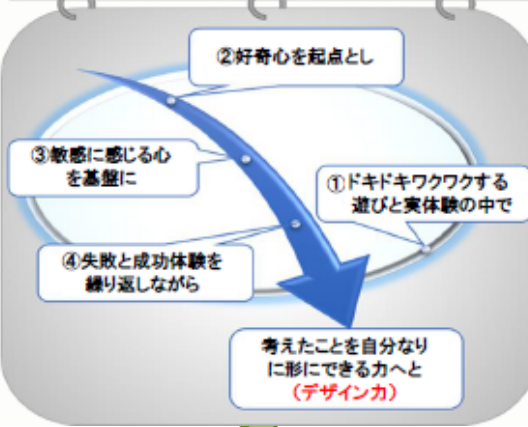 ②好奇心を起点とし
③敏感に感じる心
を基盤に
①ドキドキワクワクする
遊びと実体験の中で
④失敗と成功体験を
繰り返しながら
考えたことを自分なり
に形にできる力へと
(デザイン力)